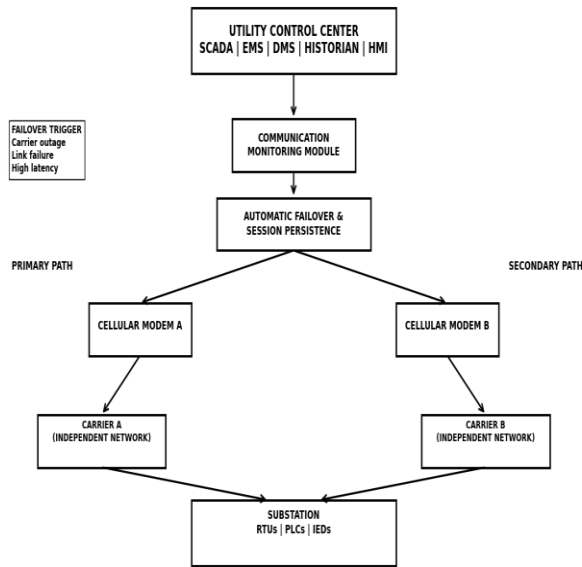 UTILITY CONTROL CENTER
SCADA | EMS | DMS | HISTORIAN | HMI
FAILOVER TRIGGER
Carrier outage
Link failure
High latency
COMMUNICATION
MONITORING MODULE
AUTOMATIC FAILOVER &
SESSION PERSISTENCE
PRIMARY PATH
SECONDARY PATH
CELLULAR MODEM A
CELLULAR MODEM B
CARRIER A
(INDEPENDENT NETWORK)
CARRIER B
(INDEPENDENT NETWORK)
SUBSTATION
RTUs | PLCs | IEDs